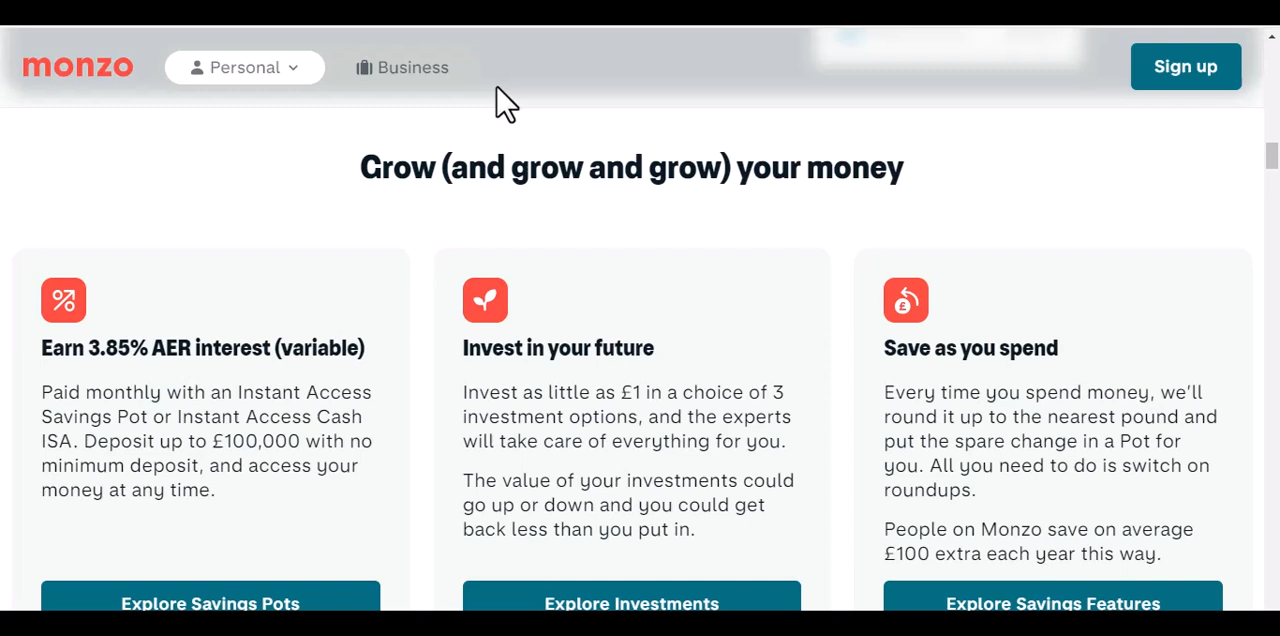 monzo
Personal
Business
Sign up
Grow (and grow and grow) your money
Earn 3.85% AER interest (variable)
Paid monthly with an Instant Access
Savings Pot or Instant Access Cash
ISA. Deposit up to £100,000 with no
minimum deposit, and access your
money at any time.
Explore Savings Pots
Invest in your future
Invest as little as £1 in a choice of 3
investment options, and the experts
will take care of everything for you.
The value of your investments could
go up or down and you could get
back less than you put in.
Explore Investments
Save as you spend
Every time you spend money, we'll
round it up to the nearest pound and
put the spare change in a Pot for
you. All you need to do is switch on
roundups.
People on Monzo save on average
£100 extra each year this way.
Explore Savings Features